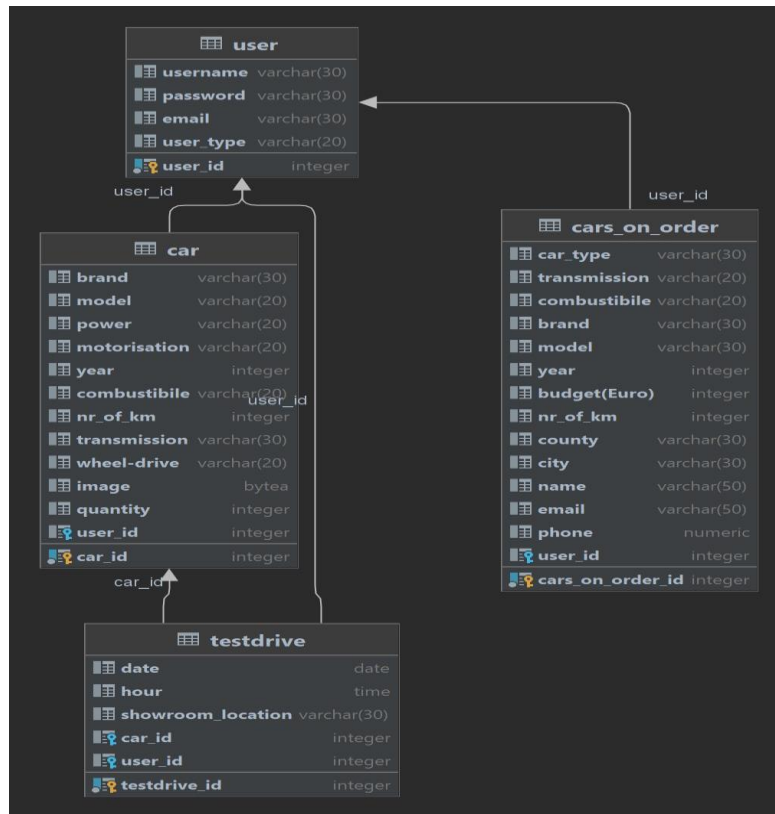 user
username varchar(30)
password varchar(30)
email varchar(30)
user_type varchar(20)
user_id integer
user_id
user_id
car
brand varchar(30)
model varchar(20)
power varchar(20)
motorisation varchar(20)
year integer
combustibile varchar(20)
user_id
nr_of_km integer
transmission varchar(30)
wheel-drive varchar(20)
image bytea
quantity integer
user_id integer
car_id integer
car_id
cars_on_order
car_type varchar(30)
transmission varchar(20)
combustibile varchar(20)
brand varchar(30)
model varchar(30)
year integer
budget(Euro) integer
nr_of_km integer
county varchar(30)
city varchar(30)
name varchar(50)
email varchar(50)
phone numeric
user_id integer
cars_on_order_id integer
testdrive
date date
hour time
showroom_location varchar(30)
car_id integer
user_id integer
testdrive_id integer